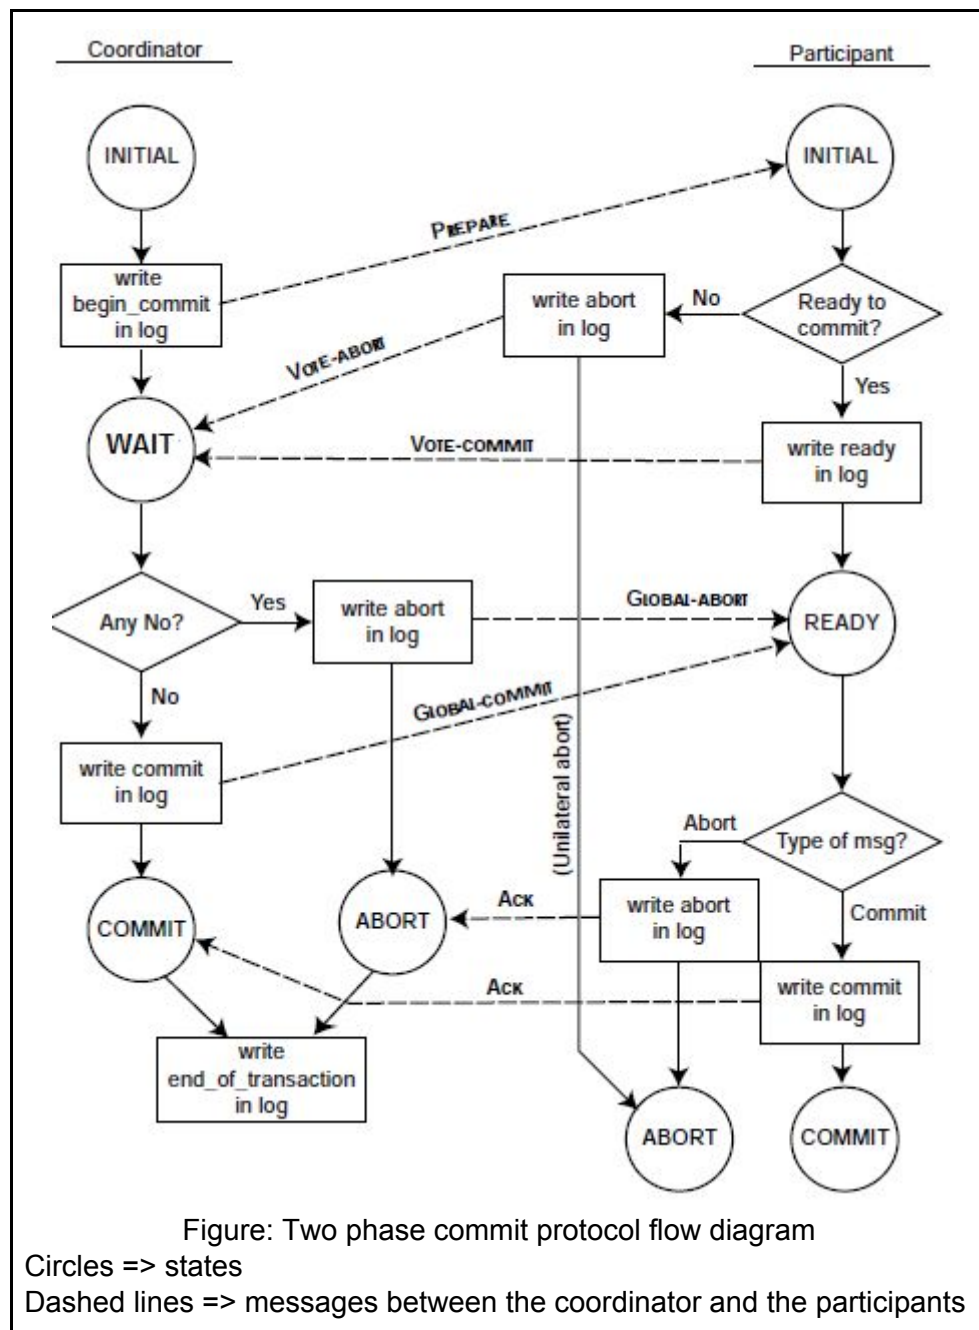 Coordinator
Participant
INITIAL
INITIAL
PREPARE
write
begin_commit
in log
write abort
in log
No
Ready to
commit?
VOTE-ABORT
Yes
WAIT
VOTE-COMMIT
write ready
in log
Any No?
Yes
write abort
in log
GLOBAL-ABORT
READY
No
GLOBAL-COMMIT
write commit
in log
(Unilateral abort)
Abort
Type of msg?
COMMIT
ABORT
ACK
write abort
in log
Commit
ACK
write commit
in log
write
end_of_transaction
in log
ABORT
COMMIT
Figure: Two phase commit protocol flow diagram
Circles => states
Dashed lines => messages between the coordinator and the participants